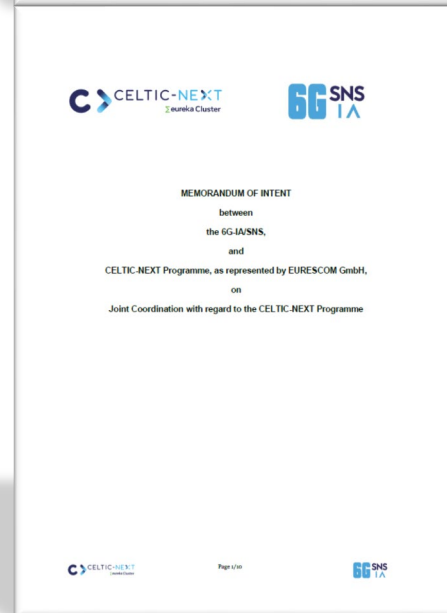 CELTIC-NEXT
eureka Cluster
6G SNS
IA
MEMORANDUM OF INTENT
between
the 6G-IA/SNS,
and
CELTIC-NEXT Programme, as represented by EURESCOM GmbH,
on
Joint Coordination with regard to the CELTIC-NEXT Programme
CELTIC-NEXT
eureka Cluster
Page 1/10
6G SNS
IA